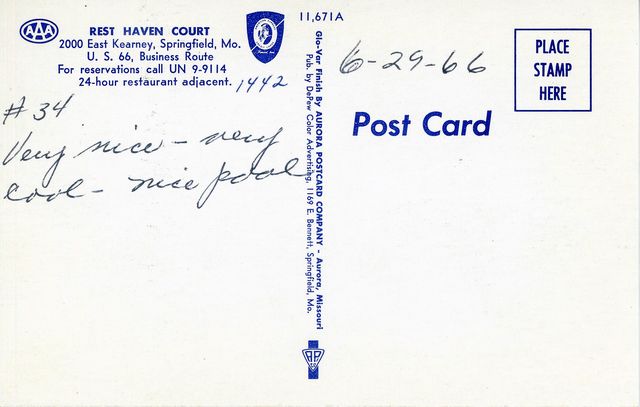 AAA
REST HAVEN COURT
2000 East Kearney, Springfield, Mo.
U. S. 66, Business Route
For reservations call UN 9-9114
24-hour restaurant adjacent.
1442
# 34
Very nice - very
cool - nice pool
11,671A
Glo-Var Finish By AURORA POSTCARD COMPANY - Aurora, Missouri
Pub. by DePew Color Advertising, 1169 E. Bennett, Springfield, Mo.
6-29-66
Post Card
PLACE
STAMP
HERE